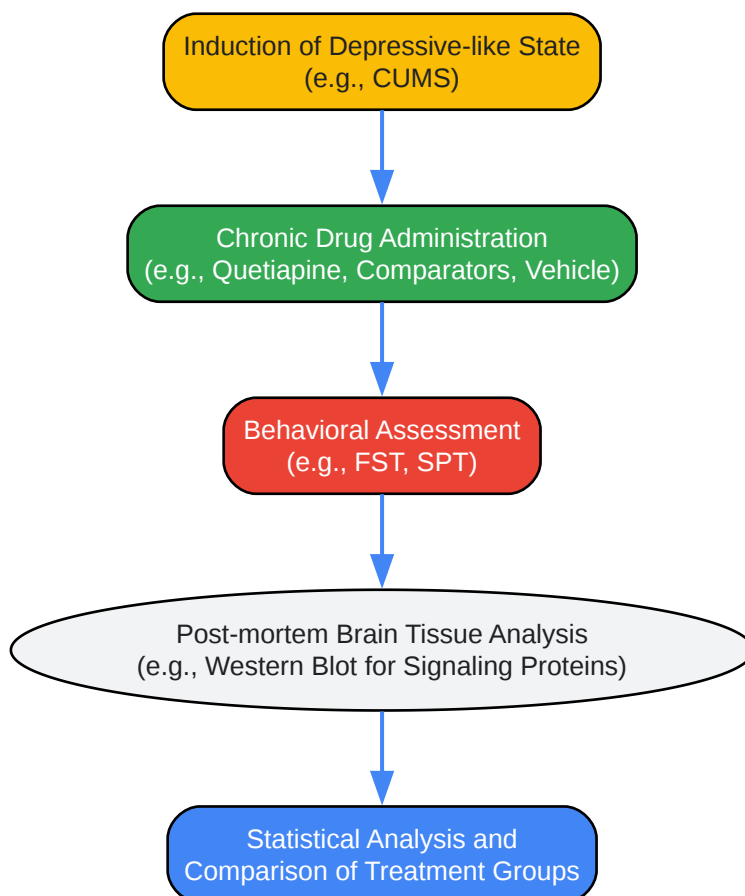 Induction of Depressive-like State
(e.g., CUMS)
Chronic Drug Administration
(e.g., Quetiapine, Comparators, Vehicle)
Behavioral Assessment
(e.g., FST, SPT)
Post-mortem Brain Tissue Analysis
(e.g., Western Blot for Signaling Proteins)
Statistical Analysis and
Comparison of Treatment Groups